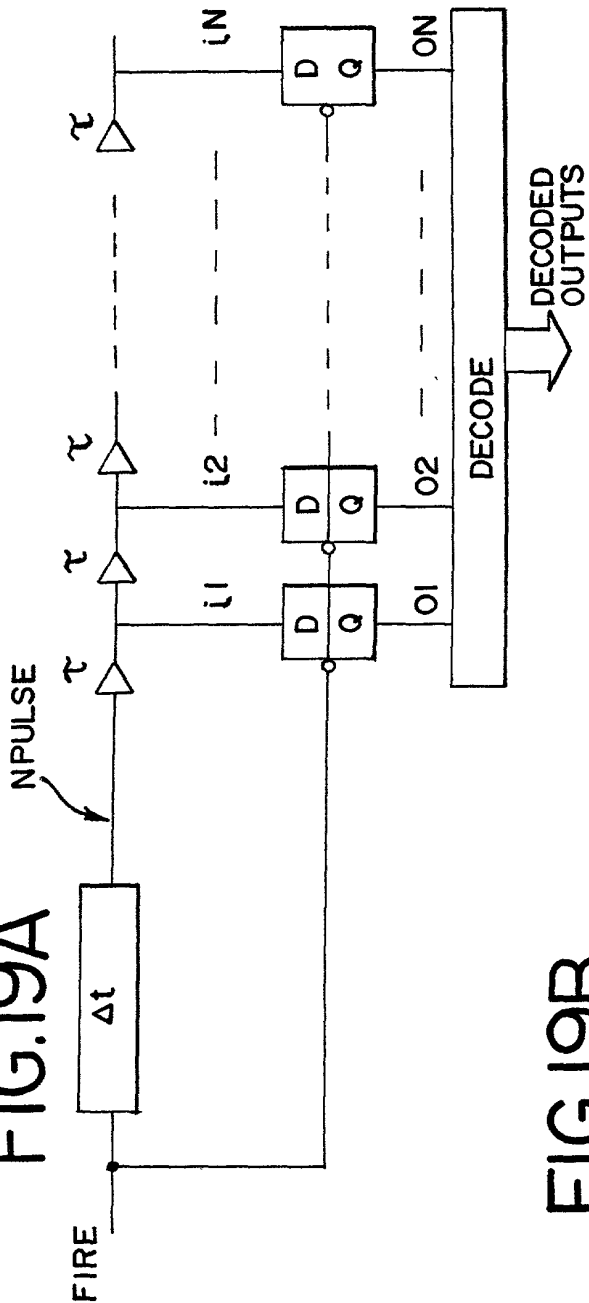 FIG.19A
NPULSE
τ τ τ τ
FIRE
Δt
i1 i2 iN
D D D
Q Q Q
O1 O2 ON
DECODE
DECODED
OUTPUTS
FIG.19B